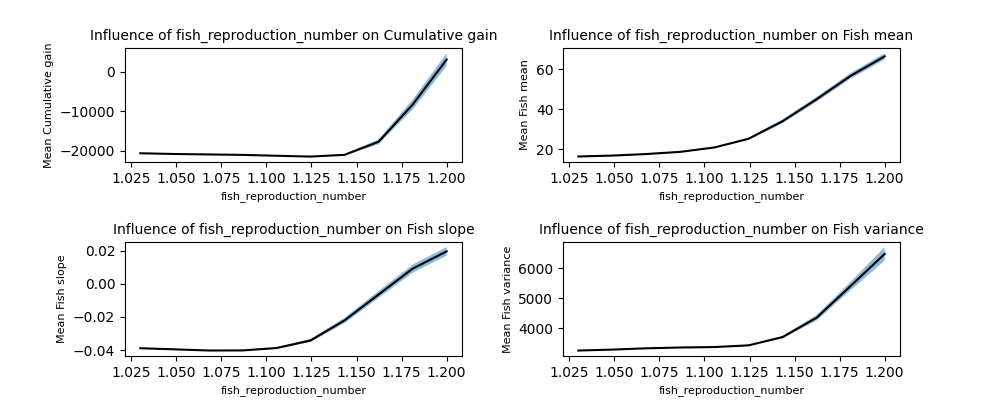 Influence of fish_reproduction_number on Cumulative gain
Mean Cumulative gain
0
−10000
−20000
1.025 1.050 1.075 1.100 1.125 1.150 1.175 1.200
fish_reproduction_number
Influence of fish_reproduction_number on Fish mean
Mean Fish mean
60
40
20
1.025 1.050 1.075 1.100 1.125 1.150 1.175 1.200
fish_reproduction_number
Influence of fish_reproduction_number on Fish slope
Mean Fish slope
0.02
0.00
−0.02
−0.04
1.025 1.050 1.075 1.100 1.125 1.150 1.175 1.200
fish_reproduction_number
Influence of fish_reproduction_number on Fish variance
Mean Fish variance
6000
5000
4000
1.025 1.050 1.075 1.100 1.125 1.150 1.175 1.200
fish_reproduction_number